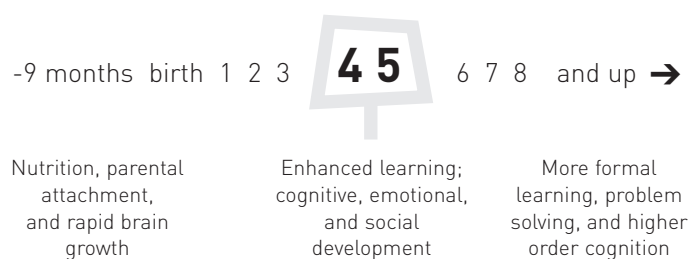 -9 months birth 1 2 3 4 5 6 7 8 and up →
Nutrition, parental
attachment,
and rapid brain
growth
Enhanced learning;
cognitive, emotional,
and social
development
More formal
learning, problem
solving, and higher
order cognition